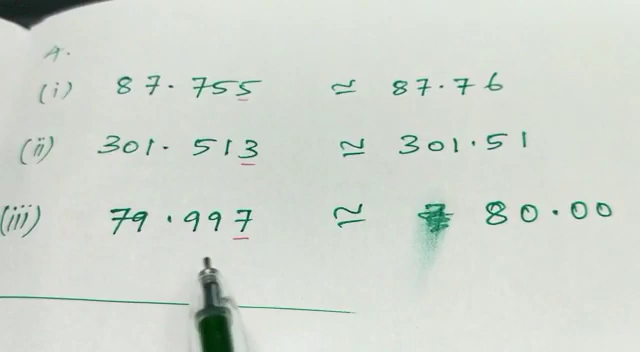 A.
(i) 87.755 ≃ 87.76
(ii) 301.513 ≃ 301.51
(iii) 79.997 ≃ 80.00